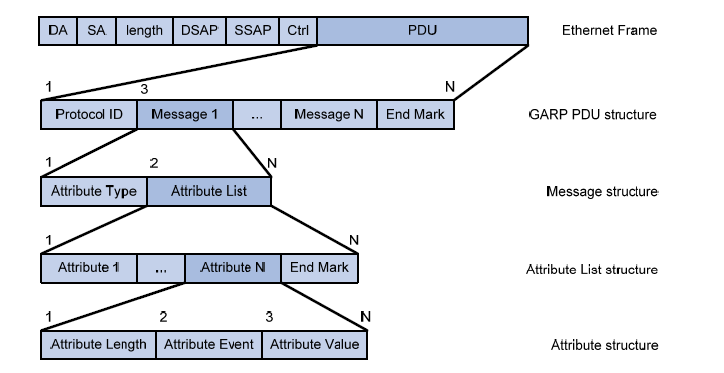 DA SA length DSAP SSAP Ctrl PDU Ethernet Frame
1 3 N
Protocol ID Message 1 ... Message N End Mark GARP PDU structure
1 2 N
Attribute Type Attribute List Message structure
1 N
Attribute 1 ... Attribute N End Mark Attribute List structure
1 2 3 N
Attribute Length Attribute Event Attribute Value Attribute structure